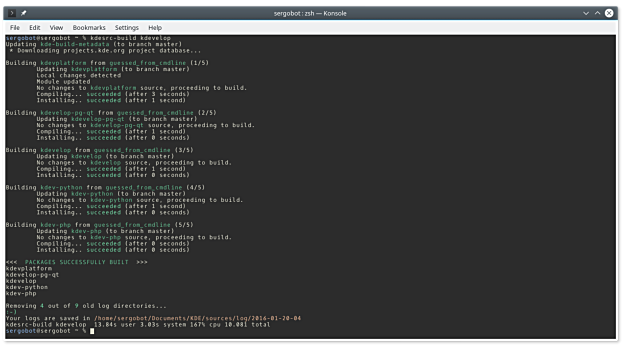 sergobot : zsh — Konsole
File Edit View Bookmarks Settings Help
sergobot@sergobot ~ % kdesrc-build kdevelop
Updating kde-build-metadata (to branch master)
* Downloading projects.kde.org project database...
Building kdevplatform from guessed_from_cmdline (1/5)
Updating kdevplatform (to branch master)
Local changes detected
Module updated
No changes to kdevplatform source, proceeding to build.
Compiling... succeeded (after 3 seconds)
Installing.. succeeded (after 1 second)
Building kdevelop-pg-qt from guessed_from_cmdline (2/5)
Updating kdevelop-pg-qt (to branch master)
No changes to kdevelop-pg-qt source, proceeding to build.
Compiling... succeeded (after 1 second)
Installing.. succeeded (after 0 seconds)
Building kdevelop from guessed_from_cmdline (3/5)
Updating kdevelop (to branch master)
No changes to kdevelop source, proceeding to build.
Compiling... succeeded (after 1 second)
Installing.. succeeded (after 0 seconds)
Building kdev-python from guessed_from_cmdline (4/5)
Updating kdev-python (to branch master)
No changes to kdev-python source, proceeding to build.
Compiling... succeeded (after 1 second)
Installing.. succeeded (after 0 seconds)
Building kdev-php from guessed_from_cmdline (5/5)
Updating kdev-php (to branch master)
No changes to kdev-php source, proceeding to build.
Compiling... succeeded (after 0 seconds)
Installing.. succeeded (after 0 seconds)
<<< PACKAGES SUCCESSFULLY BUILT >>>
kdevplatform
kdevelop-pg-qt
kdevelop
kdev-python
kdev-php
Removing 4 out of 9 old log directories...
:-)
Your logs are saved in /home/sergobot/Documents/KDE/sources/log/2016-01-20-04
kdesrc-build kdevelop 13.84s user 3.03s system 167% cpu 10.081 total
sergobot@sergobot ~ %